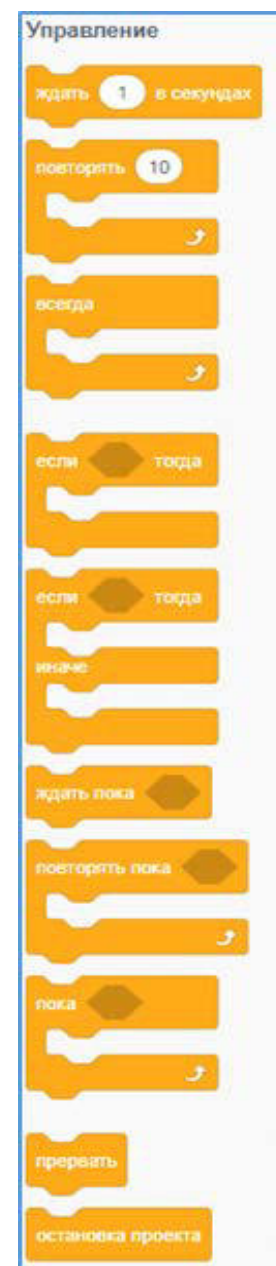 Управление
ждать 1 в секундах
повторять 10
всегда
если тогда
если тогда
иначе
ждать пока
повторять пока
пока
прервать
остановка проекта